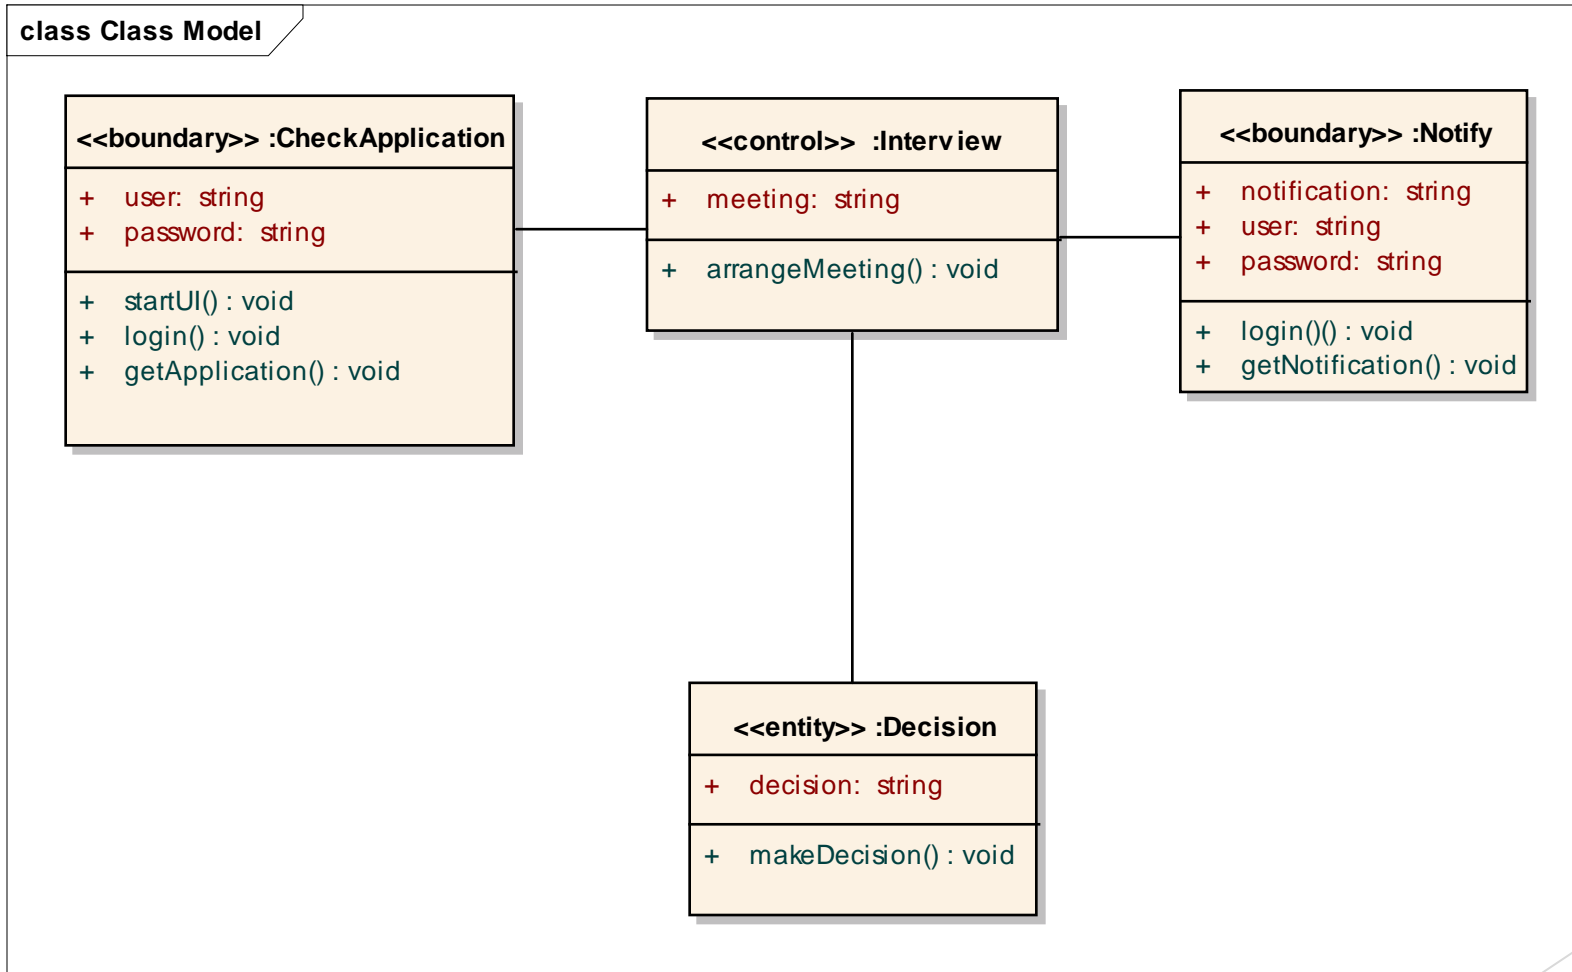 class Class Model
<<boundary>> :CheckApplication
+ user: string
+ password: string
+ startUI() : void
+ login() : void
+ getApplication() : void
<<control>> :Interview
+ meeting: string
+ arrangeMeeting() : void
<<boundary>> :Notify
+ notification: string
+ user: string
+ password: string
+ login()() : void
+ getNotification() : void
<<entity>> :Decision
+ decision: string
+ makeDecision() : void